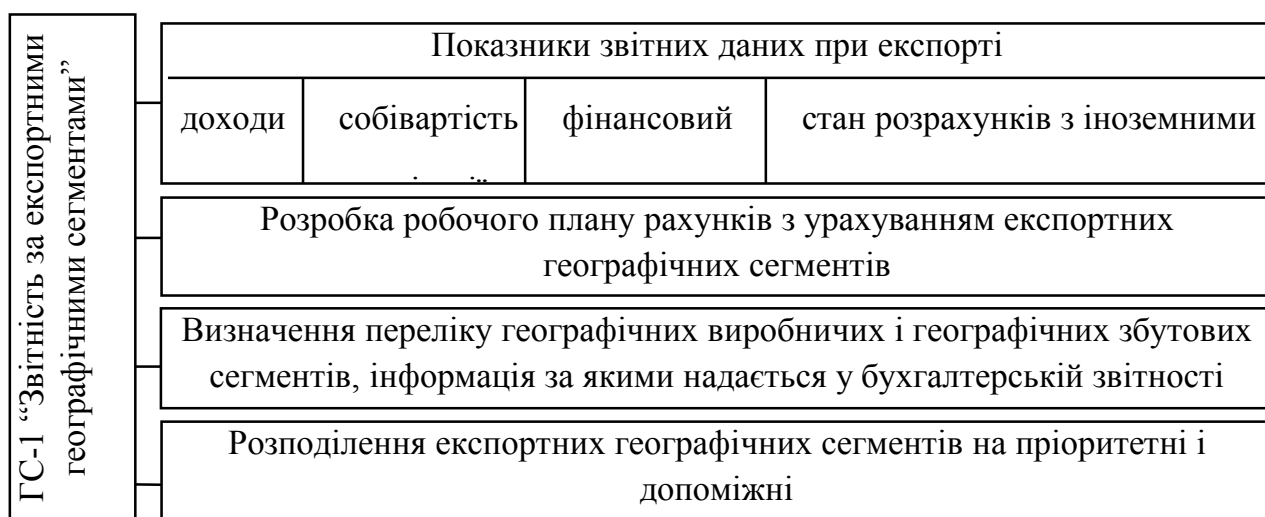 ГС-1 “Звітність за експортними
географічними сегментами”
Показники звітних даних при експорті
доходи
собівартість
фінансовий
стан розрахунків з іноземними
Розробка робочого плану рахунків з урахуванням експортних
географічних сегментів
Визначення переліку географічних виробничих і географічних збутових
сегментів, інформація за якими надається у бухгалтерській звітності
Розподілення експортних географічних сегментів на пріоритетні і
допоміжні